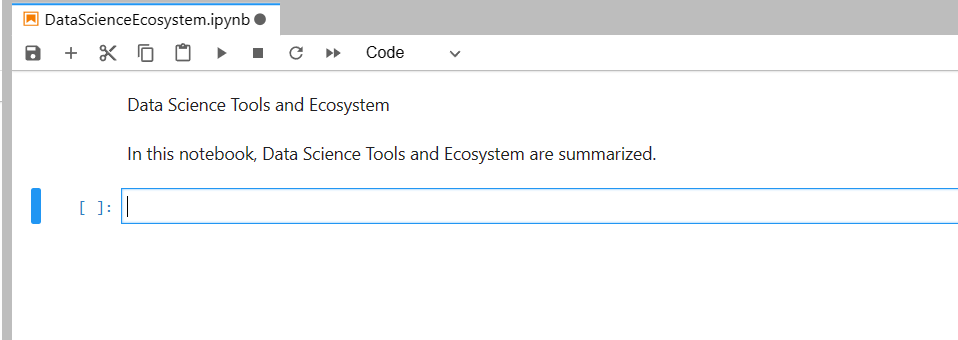 DataScienceEcosystem.ipynb
Code
Data Science Tools and Ecosystem
In this notebook, Data Science Tools and Ecosystem are summarized.
[ ]: